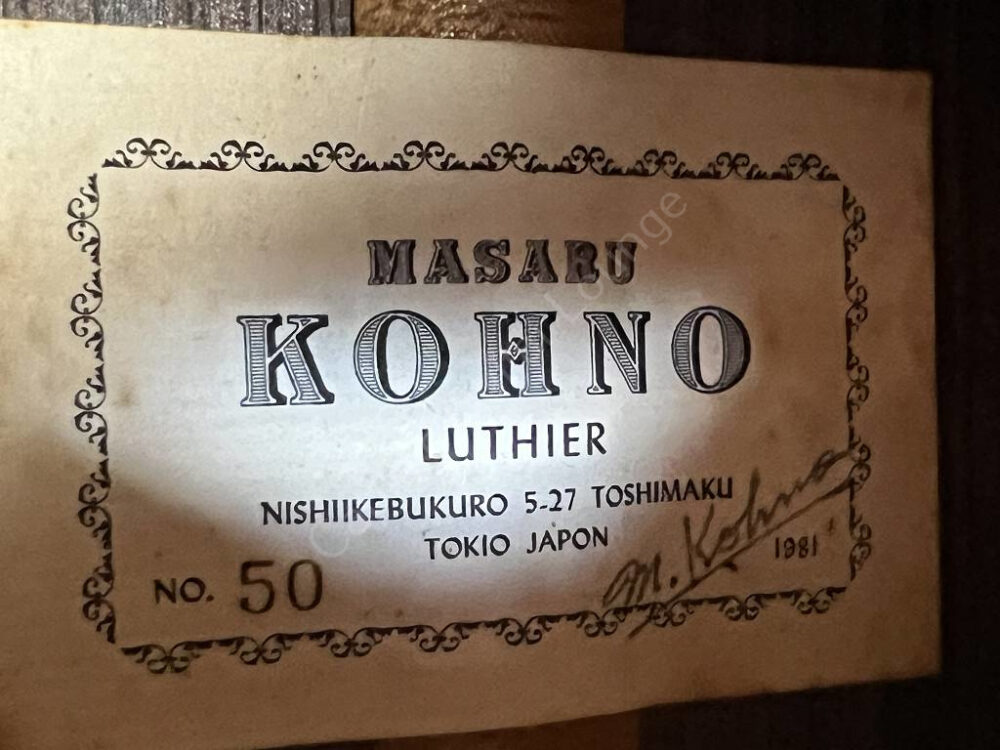 MASARU
KOHNO
LUTHIER
NISHIIKEBUKURO 5-27 TOSHIMAKU
TOKIO JAPON
M. Kohno
1981
NO. 50